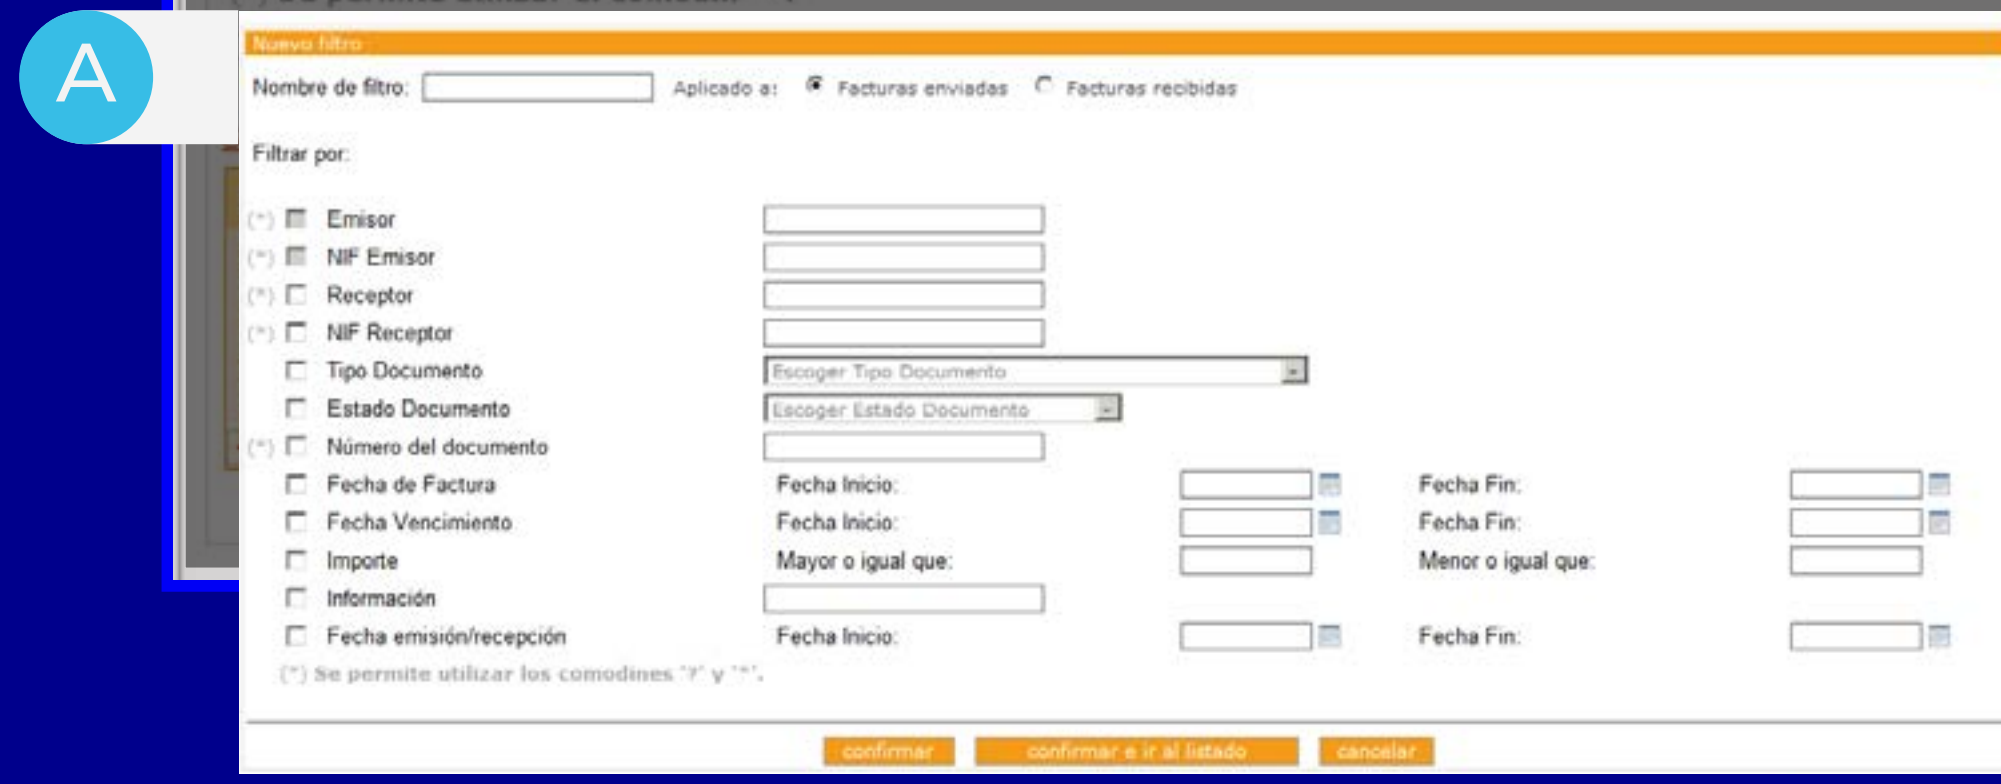 A
Nuevo filtro
Nombre de filtro: Aplicado a: Facturas enviadas Facturas recibidas
Filtrar por:
(*) Emisor
(*) NIF Emisor
(*) Receptor
(*) NIF Receptor
Tipo Documento Escoger Tipo Documento
Estado Documento Escoger Estado Documento
(*) Número del documento
Fecha de Factura Fecha Inicio: Fecha Fin:
Fecha Vencimiento Fecha Inicio: Fecha Fin:
Importe Mayor o igual que: Menor o igual que:
Información
Fecha emisión/recepción Fecha Inicio: Fecha Fin:
(*) Se permite utilizar los comodines '?' y '*'.
confirmar confirmar e ir al listado cancelar